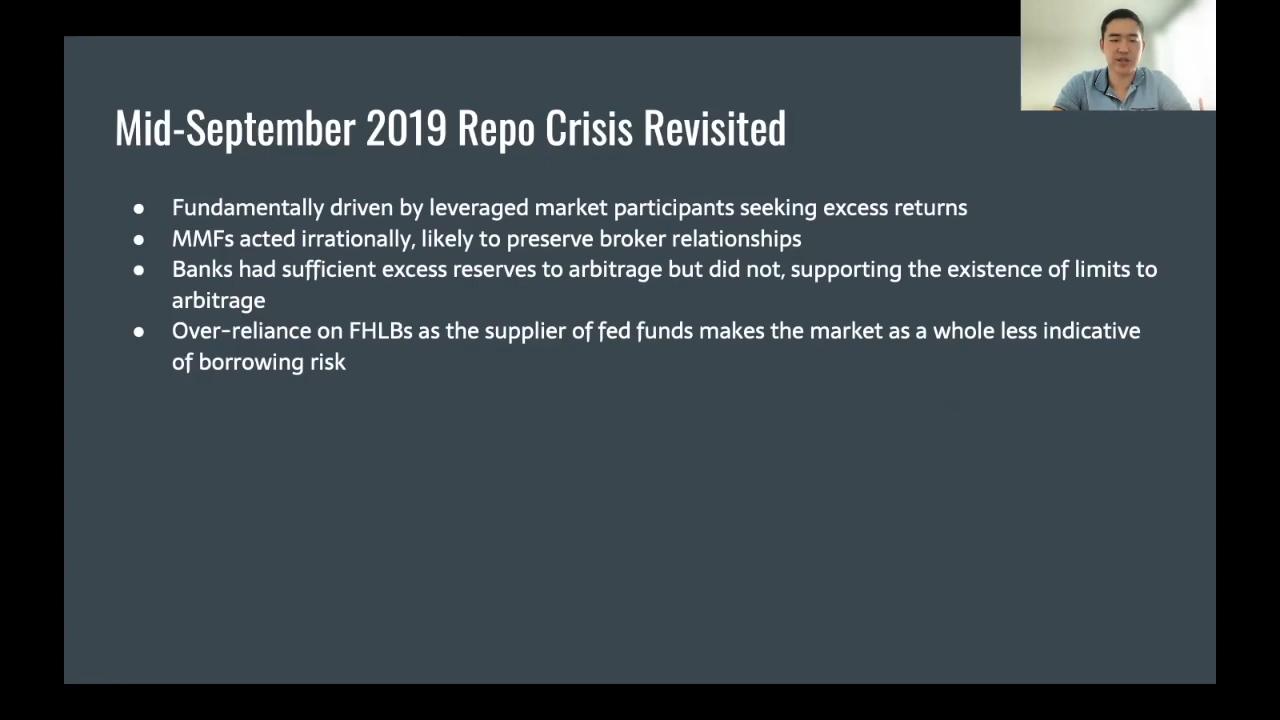 Mid-September 2019 Repo Crisis Revisited
● Fundamentally driven by leveraged market participants seeking excess returns
● MMFs acted irrationally, likely to preserve broker relationships
● Banks had sufficient excess reserves to arbitrage but did not, supporting the existence of limits to
arbitrage
● Over-reliance on FHLBs as the supplier of fed funds makes the market as a whole less indicative
of borrowing risk